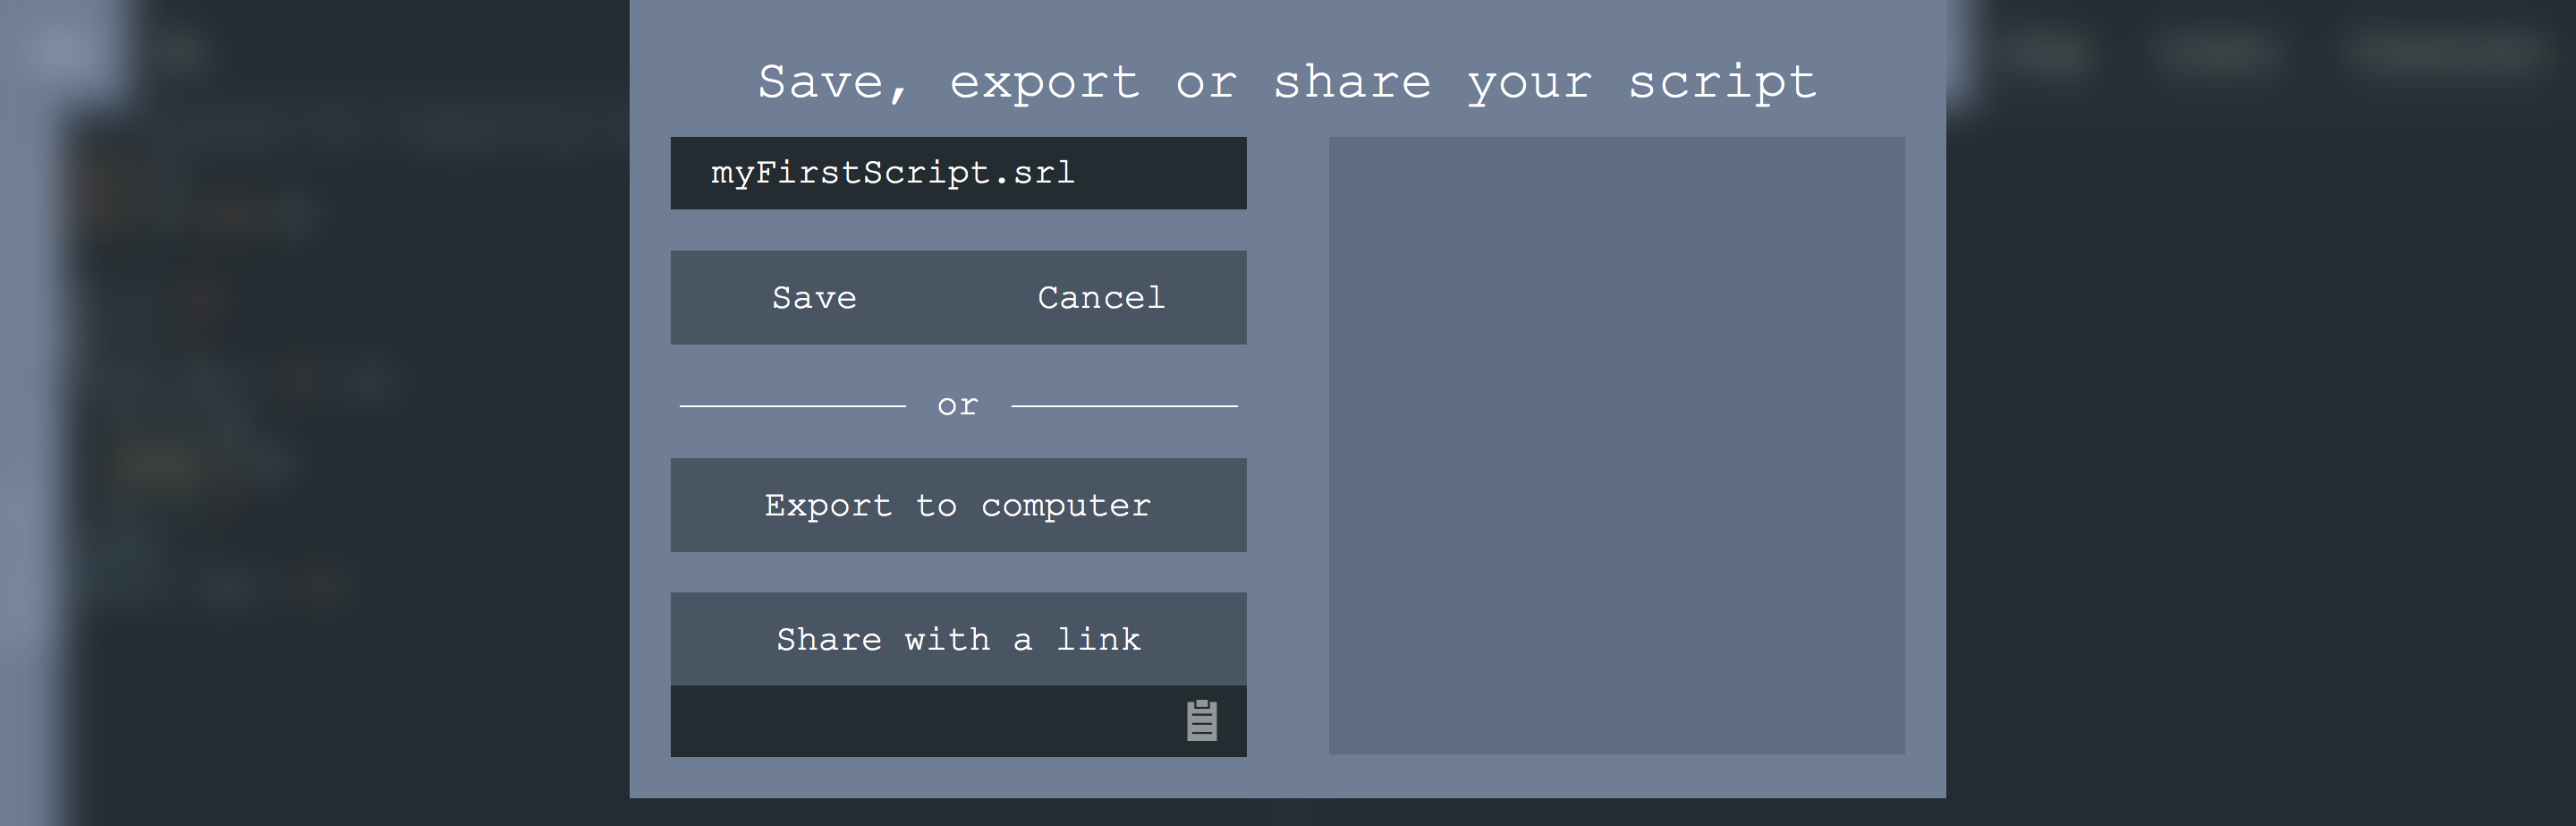 Save, export or share your script
myFirstScript.srl
Save Cancel
or
Export to computer
Share with a link